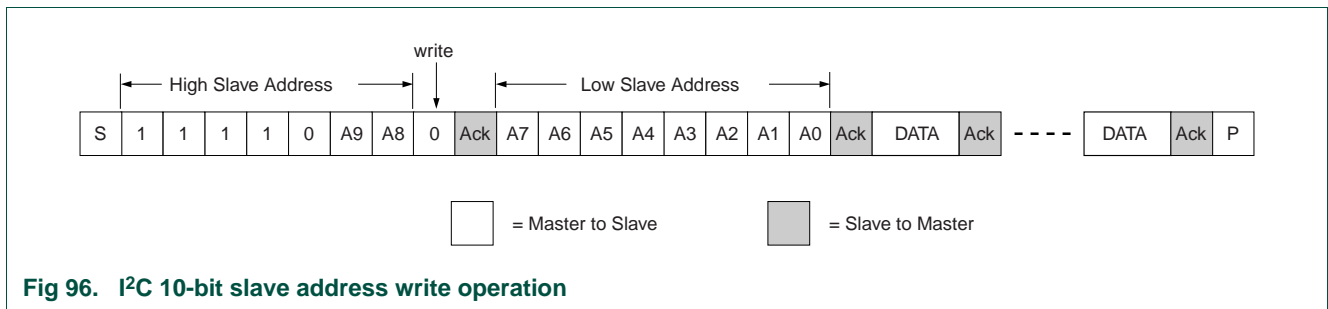 write
High Slave Address Low Slave Address
S 1 1 1 1 0 A9 A8 0 Ack A7 A6 A5 A4 A3 A2 A1 A0 Ack DATA Ack - - - - DATA Ack P
= Master to Slave = Slave to Master
Fig 96. I²C 10-bit slave address write operation